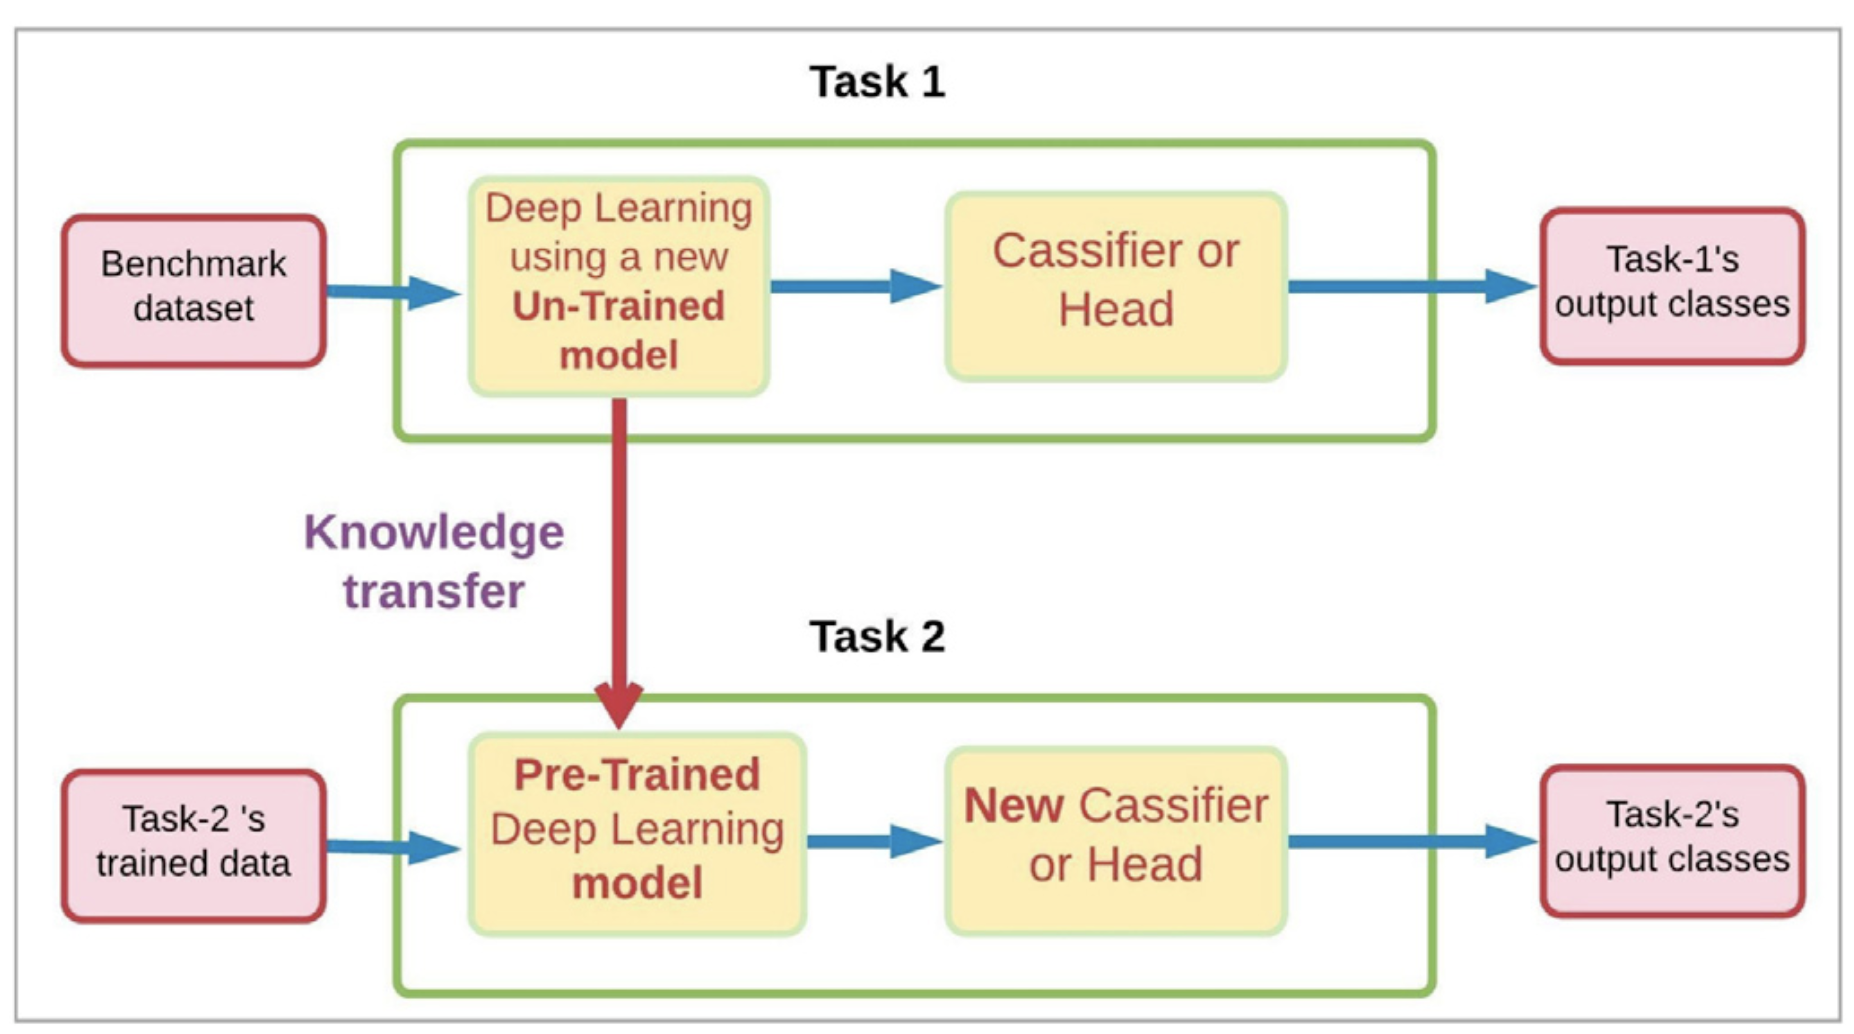 Task 1
Benchmark
dataset
Deep Learning
using a new
Un-Trained
model
Cassifier or
Head
Task-1's
output classes
Knowledge
transfer
Task 2
Task-2 's
trained data
Pre-Trained
Deep Learning
model
New Cassifier
or Head
Task-2's
output classes